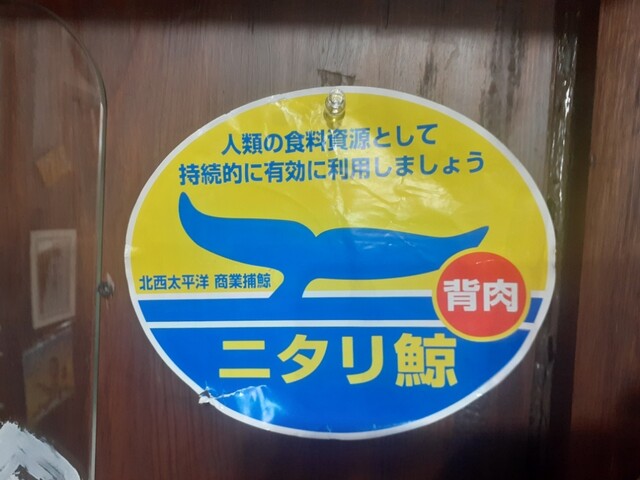 人類の食料資源として
持続的に有効に利用しましょう
北西太平洋 商業捕鯨
背肉
ニタリ鯨